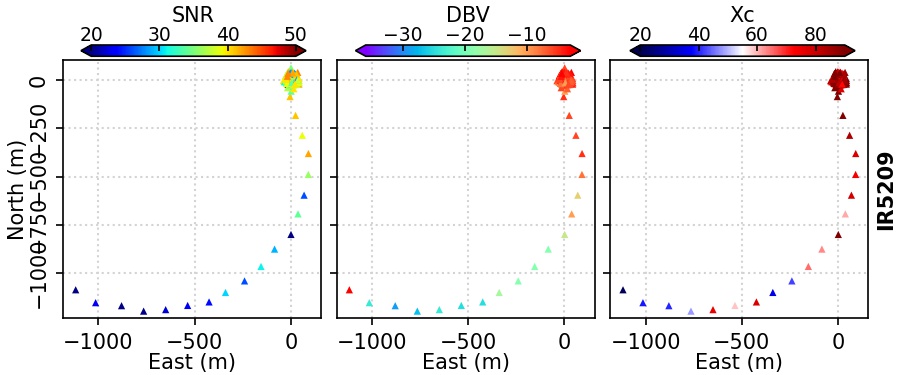 SNR DBV Xc
20 30 40 50 −30 −20 −10 20 40 60 80
North (m)
0
−250
−500
−750
−1000
IR5209
−1000 −500 0 −1000 −500 0 −1000 −500 0
East (m) East (m) East (m)